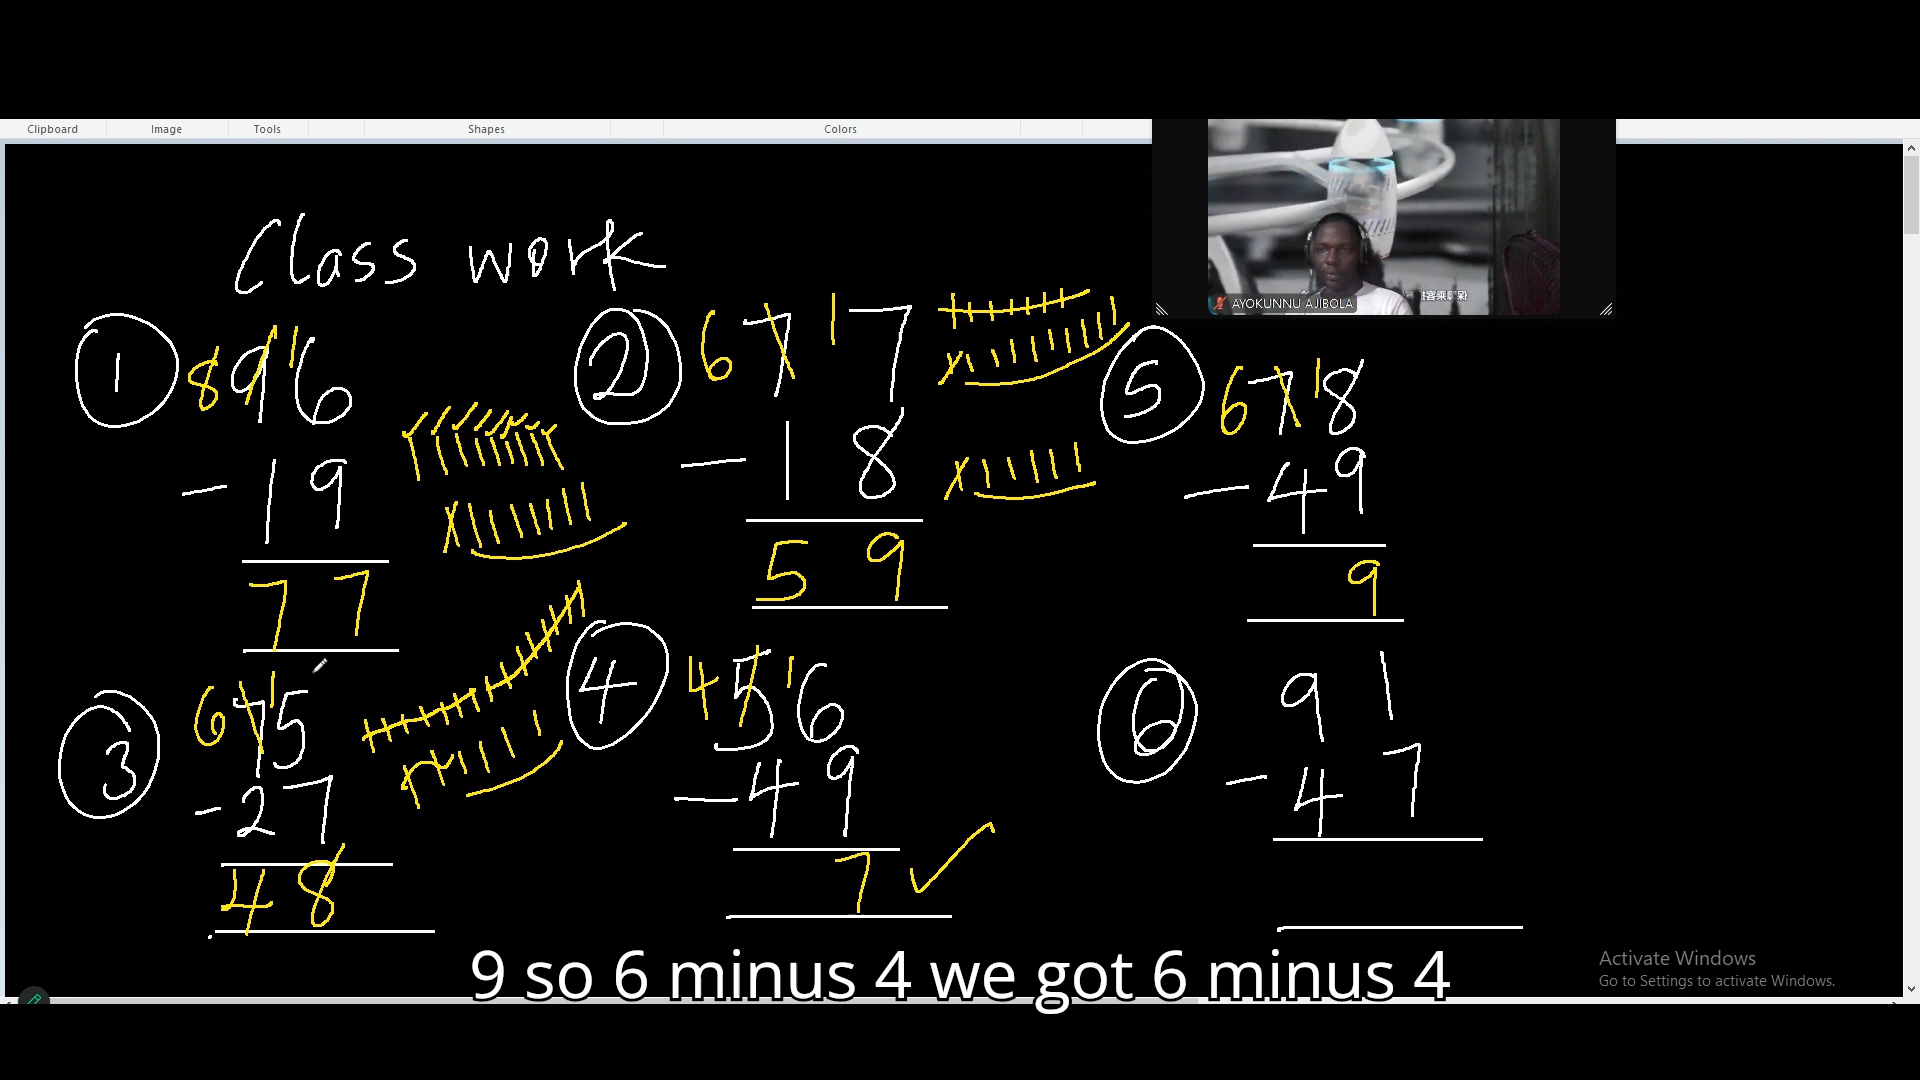 Clipboard Image Tools Shapes Colors
AYOKUNNU AJIBOLA
Class work
① 8 9 1 6
- 1 9
7 7
② 6 7 1 7
- 1 8
5 9
③ 6 7 1 5
- 2 7
4 8
④ 4 5 1 6
- 4 9
7 ✓
⑤ 6 7 1 8
- 4 9
9
⑥ 9 1
- 4 7
9 so 6 minus 4 we got 6 minus 4
Activate Windows
Go to Settings to activate Windows.